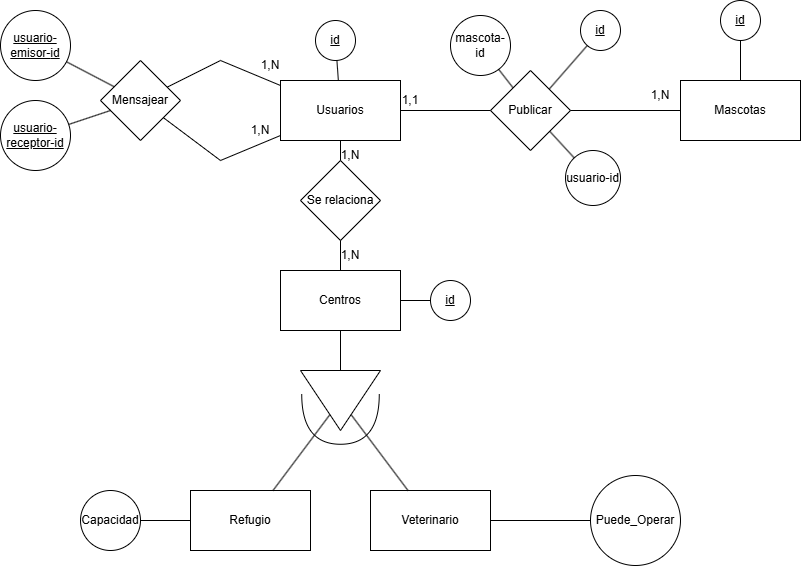 usuario-
emisor-id
usuario-
receptor-id
Mensajear
1,N
1,N
id
Usuarios
1,1
mascota-
id
id
Publicar
usuario-id
1,N
id
Mascotas
1,N
Se relaciona
1,N
Centros
id
Capacidad
Refugio
Veterinario
Puede_Operar